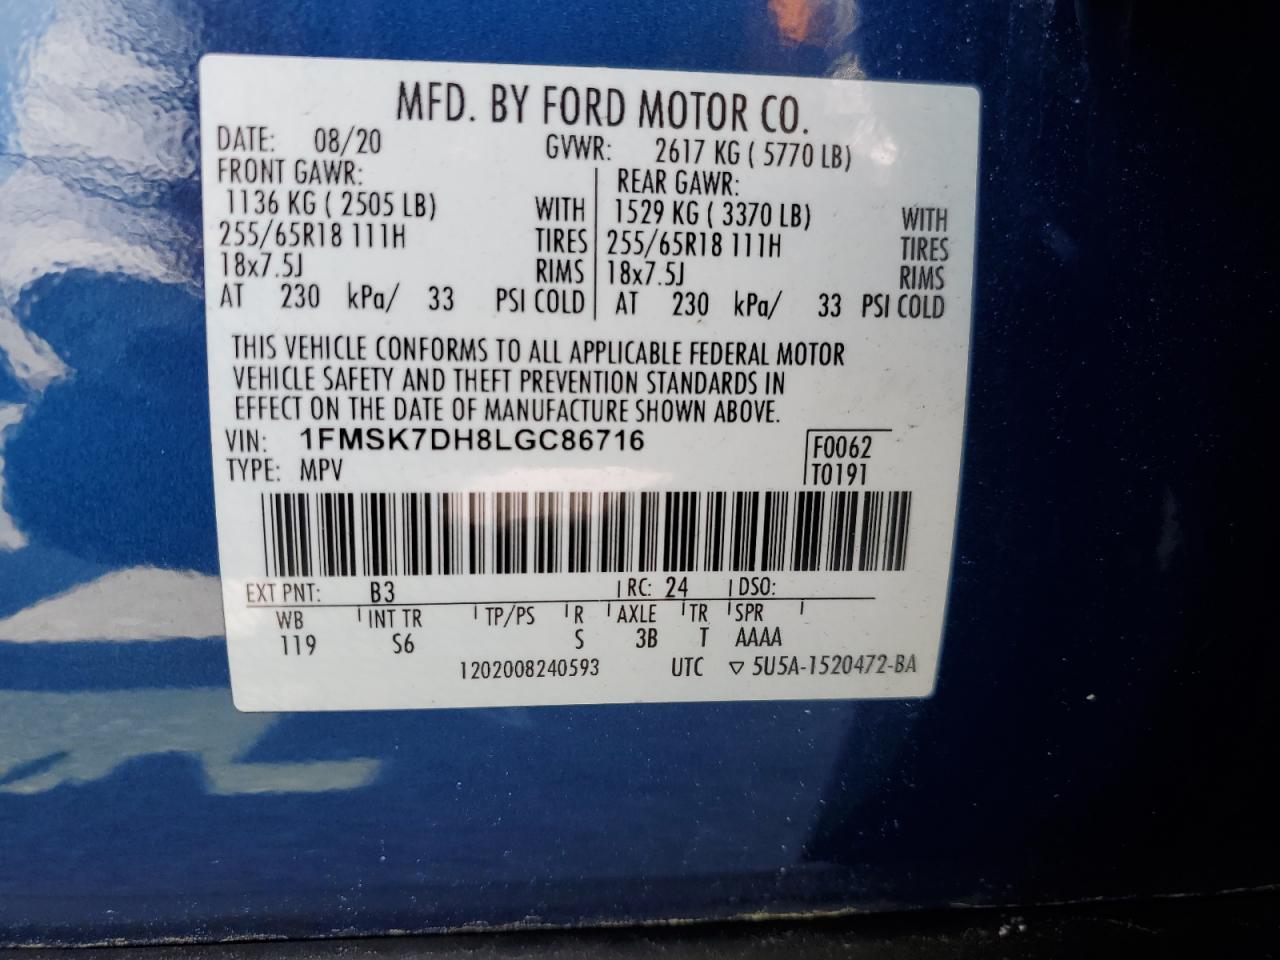 MFD. BY FORD MOTOR CO.
DATE: 08/20 GVWR: 2617 KG ( 5770 LB)
FRONT GAWR: REAR GAWR:
1136 KG ( 2505 LB) WITH 1529 KG ( 3370 LB) WITH
255/65R18 111H TIRES 255/65R18 111H TIRES
18x7.5J RIMS 18x7.5J RIMS
AT 230 kPa/ 33 PSI COLD AT 230 kPa/ 33 PSI COLD
THIS VEHICLE CONFORMS TO ALL APPLICABLE FEDERAL MOTOR
VEHICLE SAFETY AND THEFT PREVENTION STANDARDS IN
EFFECT ON THE DATE OF MANUFACTURE SHOWN ABOVE.
VIN: 1FMSK7DH8LGC86716 F0062
TYPE: MPV T0191
EXT PNT: B3 RC: 24 DSO:
WB INT TR TP/PS R AXLE TR SPR
119 S6 S 3B T AAAA
1202008240593 UTC ▽ 5U5A-1520472-BA